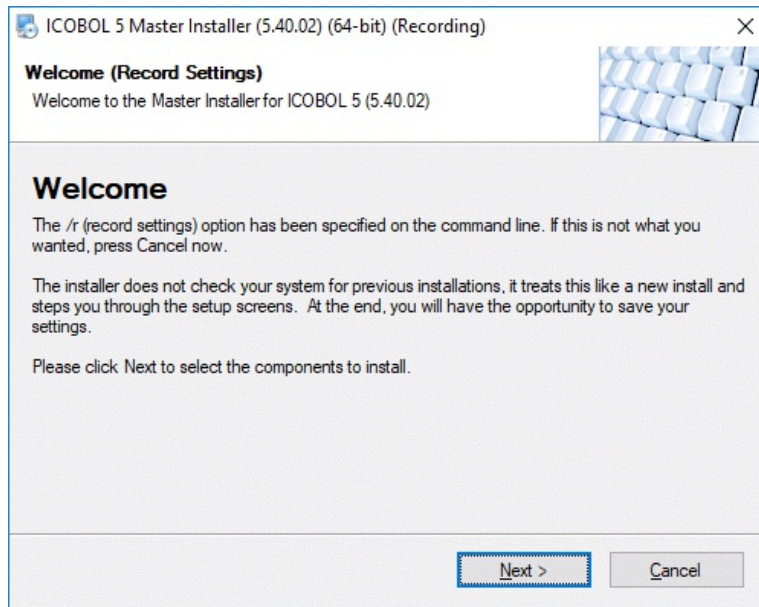 ICOBOL 5 Master Installer (5.40.02) (64-bit) (Recording)
Welcome (Record Settings)
Welcome to the Master Installer for ICOBOL 5 (5.40.02)
Welcome
The /r (record settings) option has been specified on the command line. If this is not what you
wanted, press Cancel now.
The installer does not check your system for previous installations, it treats this like a new install and
steps you through the setup screens.  At the end, you will have the opportunity to save your
settings.
Please click Next to select the components to install.
Next >
Cancel